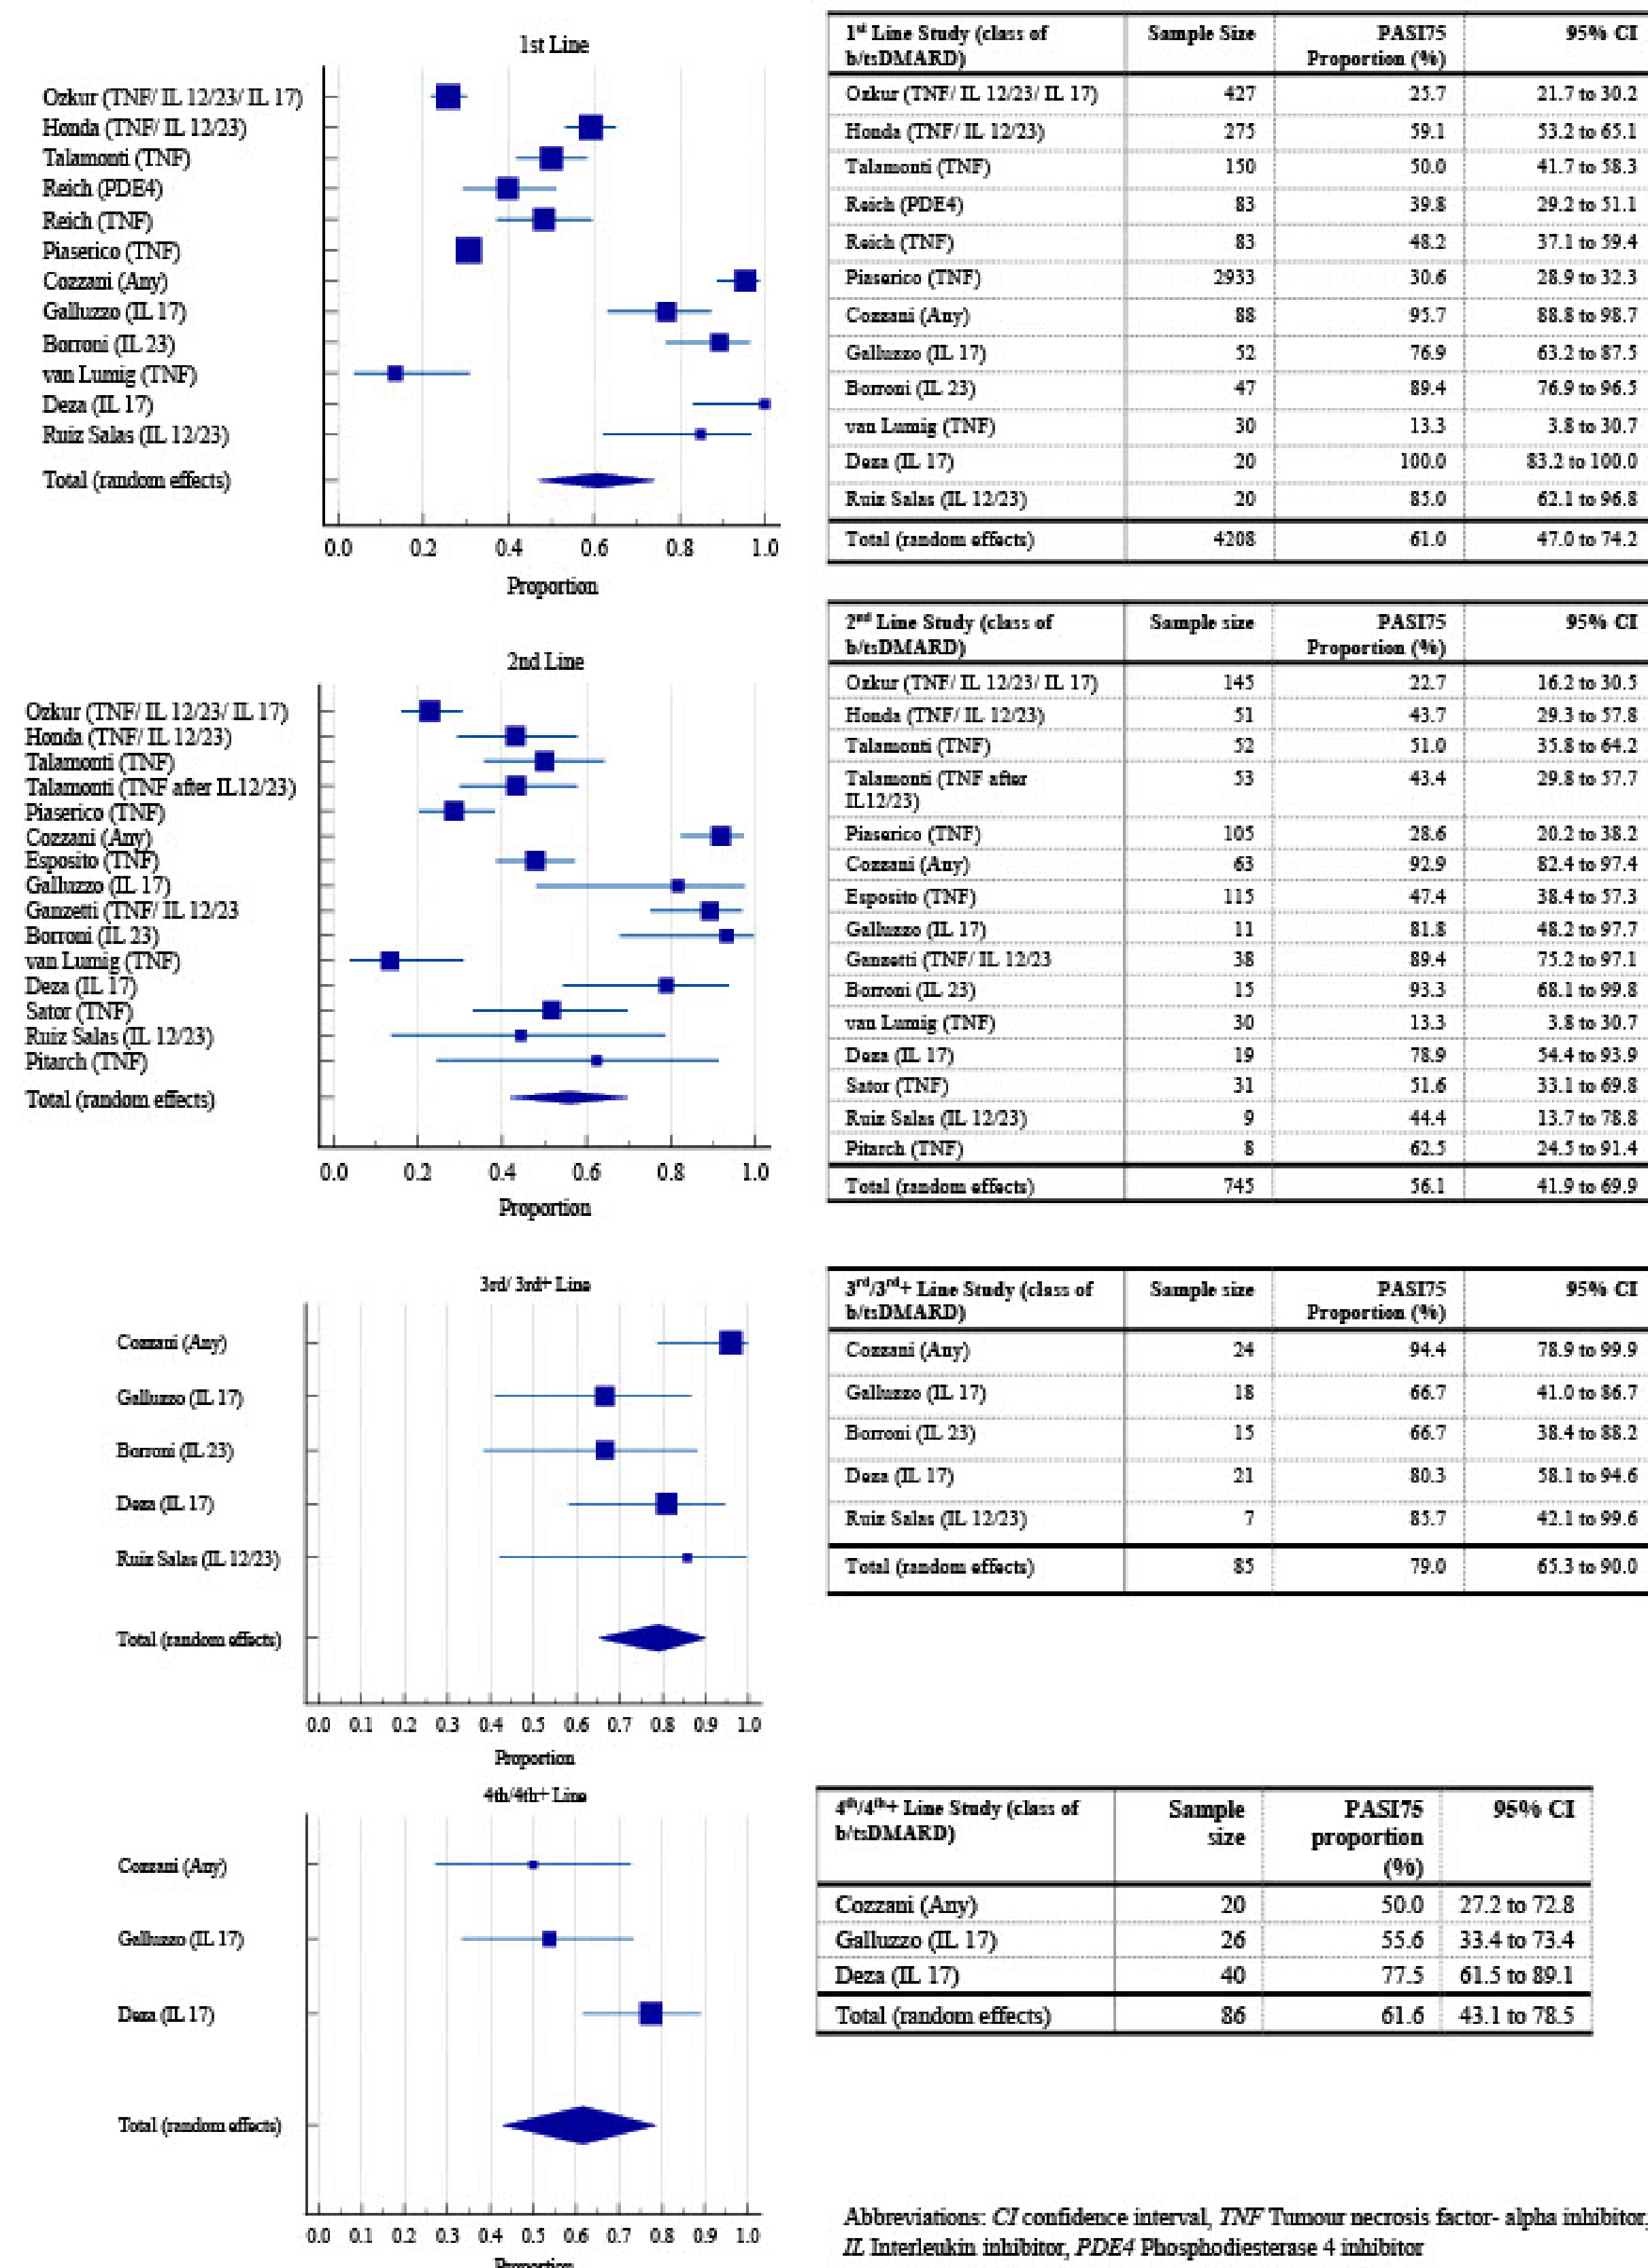 1st Line
Ozkur (TNF/ IL 12/23/ IL 17)
Honda (TNF/ IL 12/23)
Talamonti (TNF)
Reich (PDE4)
Reich (TNF)
Piaserico (TNF)
Cozzani (Any)
Galluzzo (IL 17)
Borroni (IL 23)
van Lumig (TNF)
Deza (IL 17)
Ruiz Salas (IL 12/23)
Total (random effects)
0.0 0.2 0.4 0.6 0.8 1.0
Proportion
1st Line Study (class of b/tsDMARD) Sample Size PASI75 Proportion (%) 95% CI
Ozkur (TNF/ IL 12/23/ IL 17) 427 25.7 21.7 to 30.2
Honda (TNF/ IL 12/23) 275 59.1 53.2 to 65.1
Talamonti (TNF) 150 50.0 41.7 to 58.3
Reich (PDE4) 83 39.8 29.2 to 51.1
Reich (TNF) 83 48.2 37.1 to 59.4
Piaserico (TNF) 2933 30.6 28.9 to 32.3
Cozzani (Any) 88 95.7 88.8 to 98.7
Galluzzo (IL 17) 52 76.9 63.2 to 87.5
Borroni (IL 23) 47 89.4 76.9 to 96.5
van Lumig (TNF) 30 13.3 3.8 to 30.7
Deza (IL 17) 20 100.0 83.2 to 100.0
Ruiz Salas (IL 12/23) 20 85.0 62.1 to 96.8
Total (random effects) 4208 61.0 47.0 to 74.2
2nd Line
Ozkur (TNF/ IL 12/23/ IL 17)
Honda (TNF/ IL 12/23)
Talamonti (TNF)
Talamonti (TNF after IL12/23)
Piaserico (TNF)
Cozzani (Any)
Esposito (TNF)
Galluzzo (IL 17)
Ganzetti (TNF/ IL 12/23
Borroni (IL 23)
van Lumig (TNF)
Deza (IL 17)
Sator (TNF)
Ruiz Salas (IL 12/23)
Pitarch (TNF)
Total (random effects)
0.0 0.2 0.4 0.6 0.8 1.0
Proportion
2nd Line Study (class of b/tsDMARD) Sample size PASI75 Proportion (%) 95% CI
Ozkur (TNF/ IL 12/23/ IL 17) 145 22.7 16.2 to 30.5
Honda (TNF/ IL 12/23) 51 43.7 29.3 to 57.8
Talamonti (TNF) 52 51.0 35.8 to 64.2
Talamonti (TNF after IL12/23) 53 43.4 29.8 to 57.7
Piaserico (TNF) 105 28.6 20.2 to 38.2
Cozzani (Any) 63 92.9 82.4 to 97.4
Esposito (TNF) 115 47.4 38.4 to 57.3
Galluzzo (IL 17) 11 81.8 48.2 to 97.7
Ganzetti (TNF/ IL 12/23 38 89.4 75.2 to 97.1
Borroni (IL 23) 15 93.3 68.1 to 99.8
van Lumig (TNF) 30 13.3 3.8 to 30.7
Deza (IL 17) 19 78.9 54.4 to 93.9
Sator (TNF) 31 51.6 33.1 to 69.8
Ruiz Salas (IL 12/23) 9 44.4 13.7 to 78.8
Pitarch (TNF) 8 62.5 24.5 to 91.4
Total (random effects) 745 56.1 41.9 to 69.9
3rd/ 3rd+ Line
Cozzani (Any)
Galluzzo (IL 17)
Borroni (IL 23)
Deza (IL 17)
Ruiz Salas (IL 12/23)
Total (random effects)
0.0 0.1 0.2 0.3 0.4 0.5 0.6 0.7 0.8 0.9 1.0
Proportion
3rd/3rd+ Line Study (class of b/tsDMARD) Sample size PASI75 Proportion (%) 95% CI
Cozzani (Any) 24 94.4 78.9 to 99.9
Galluzzo (IL 17) 18 66.7 41.0 to 86.7
Borroni (IL 23) 15 66.7 38.4 to 88.2
Deza (IL 17) 21 80.3 58.1 to 94.6
Ruiz Salas (IL 12/23) 7 85.7 42.1 to 99.6
Total (random effects) 85 79.0 65.3 to 90.0
4th/4th+ Line
Cozzani (Any)
Galluzzo (IL 17)
Deza (IL 17)
Total (random effects)
0.0 0.1 0.2 0.3 0.4 0.5 0.6 0.7 0.8 0.9 1.0
Proportion
4th/4th+ Line Study (class of b/tsDMARD) Sample size PASI75 proportion (%) 95% CI
Cozzani (Any) 20 50.0 27.2 to 72.8
Galluzzo (IL 17) 26 55.6 33.4 to 73.4
Deza (IL 17) 40 77.5 61.5 to 89.1
Total (random effects) 86 61.6 43.1 to 78.5
Abbreviations: CI confidence interval, TNF Tumour necrosis factor- alpha inhibitor,
IL Interleukin inhibitor, PDE4 Phosphodiesterase 4 inhibitor